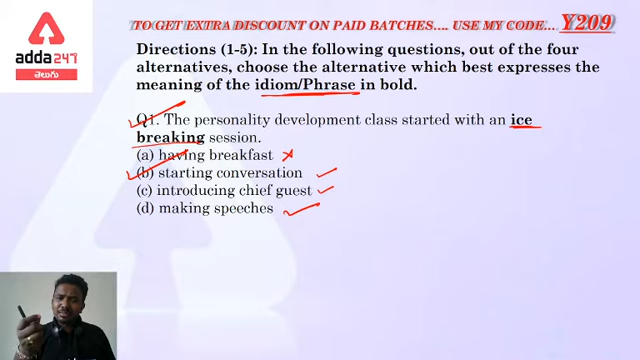 TO GET EXTRA DISCOUNT ON PAID BATCHES.... USE MY CODE... Y209
adda247
తెలుగు
Directions (1-5): In the following questions, out of the four
alternatives, choose the alternative which best expresses the
meaning of the idiom/Phrase in bold.
Q1. The personality development class started with an ice
breaking session.
(a) having breakfast
(b) starting conversation
(c) introducing chief guest
(d) making speeches